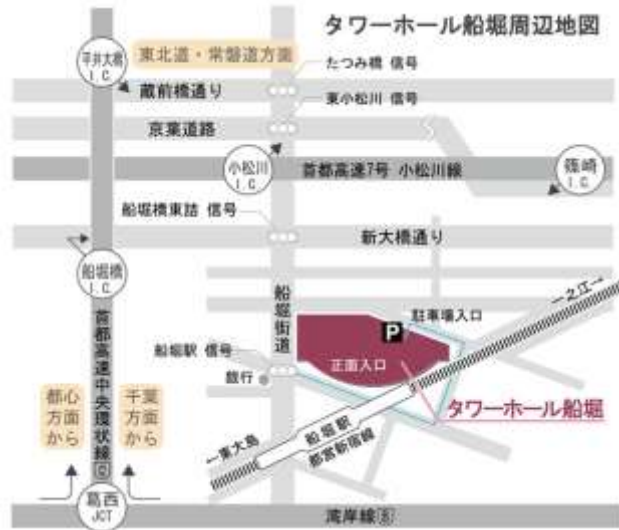 タワーホール船堀周辺地図
平井大橋
I.C.
東北道・常磐道方面
たつみ橋 信号
蔵前橋通り
東小松川 信号
京葉道路
小松川
I.C.
首都高速7号 小松川線
篠崎
I.C.
船堀橋東詰 信号
新大橋通り
船堀橋
I.C.
船堀街道
一之江→
P
駐車場入口
船堀駅 信号
正面入口
銀行
首都高速中央環状線
タワーホール船堀
都心
方面
から
千葉
方面
から
船堀駅
都営新宿線
←東大島
葛西
JCT
湾岸線